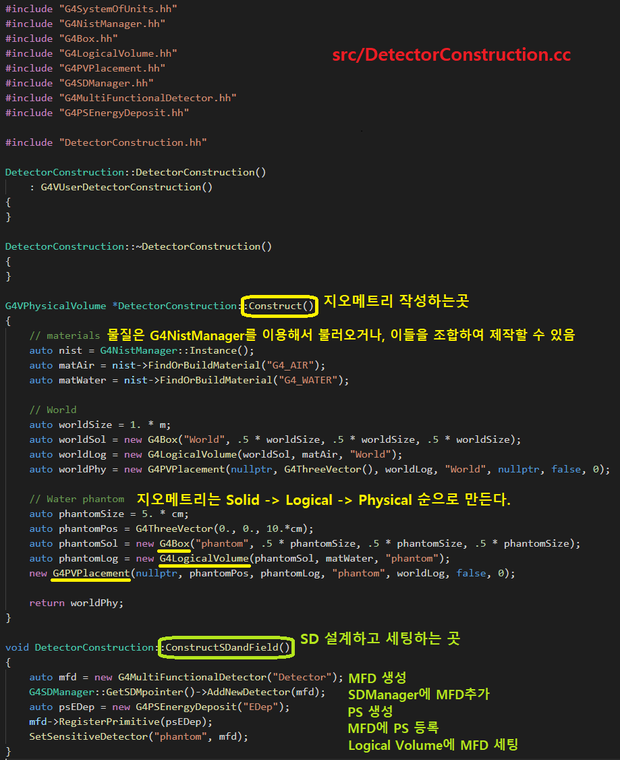 #include "G4SystemOfUnits.hh"
#include "G4NistManager.hh"
#include "G4Box.hh"
#include "G4LogicalVolume.hh"
#include "G4PVPlacement.hh"
#include "G4SDManager.hh"
#include "G4MultiFunctionalDetector.hh"
#include "G4PSEnergyDeposit.hh"
src/DetectorConstruction.cc
#include "DetectorConstruction.hh"
DetectorConstruction::DetectorConstruction()
: G4VUserDetectorConstruction()
{
}
DetectorConstruction::~DetectorConstruction()
{
}
G4VPhysicalVolume *DetectorConstruction::Construct() 지오메트리 작성하는곳
{
// materials 물질은 G4NistManager를 이용해서 불러오거나, 이들을 조합하여 제작할 수 있음
auto nist = G4NistManager::Instance();
auto matAir = nist->FindOrBuildMaterial("G4_AIR");
auto matWater = nist->FindOrBuildMaterial("G4_WATER");
// World
auto worldSize = 1. * m;
auto worldSol = new G4Box("World", .5 * worldSize, .5 * worldSize, .5 * worldSize);
auto worldLog = new G4LogicalVolume(worldSol, matAir, "World");
auto worldPhy = new G4PVPlacement(nullptr, G4ThreeVector(), worldLog, "World", nullptr, false, 0);
// Water phantom 지오메트리는 Solid -> Logical -> Physical 순으로 만든다.
auto phantomSize = 5. * cm;
auto phantomPos = G4ThreeVector(0., 0., 10.*cm);
auto phantomSol = new G4Box("phantom", .5 * phantomSize, .5 * phantomSize, .5 * phantomSize);
auto phantomLog = new G4LogicalVolume(phantomSol, matWater, "phantom");
new G4PVPlacement(nullptr, phantomPos, phantomLog, "phantom", worldLog, false, 0);
return worldPhy;
}
void DetectorConstruction::ConstructSDandField() SD 설계하고 세팅하는 곳
{
auto mfd = new G4MultiFunctionalDetector("Detector"); MFD 생성
G4SDManager::GetSDMpointer()->AddNewDetector(mfd); SDManager에 MFD추가
auto psEDep = new G4PSEnergyDeposit("EDep"); PS 생성
mfd->RegisterPrimitive(psEDep); MFD에 PS 등록
SetSensitiveDetector("phantom", mfd); Logical Volume에 MFD 세팅
}